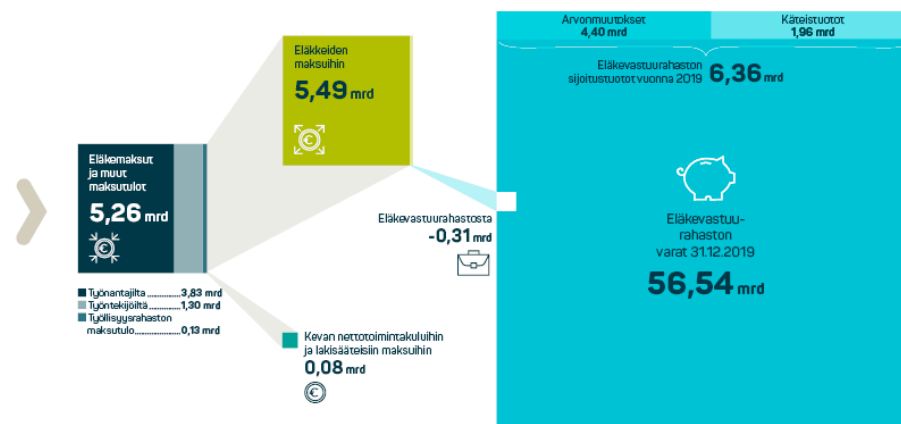 Eläkemaksut
ja muut
maksutulot
5,26 mrd
Työnantajilta 3,83 mrd
Työntekijöiltä 1,30 mrd
Työllisyysrahaston
maksutulo 0,13 mrd
Eläkkeiden
maksuihin
5,49 mrd
Kevan nettotoimintakuluihin
ja lakisääteisiin maksuihin
0,08 mrd
Eläkevastuurahastosta
-0,31 mrd
Arvonmuutokset
4,40 mrd
Käteistuotot
1,96 mrd
Eläkevastuurahaston
sijoitustuotot vuonna 2019 6,36 mrd
Eläkevastuu-
rahaston
varat 31.12.2019
56,54 mrd